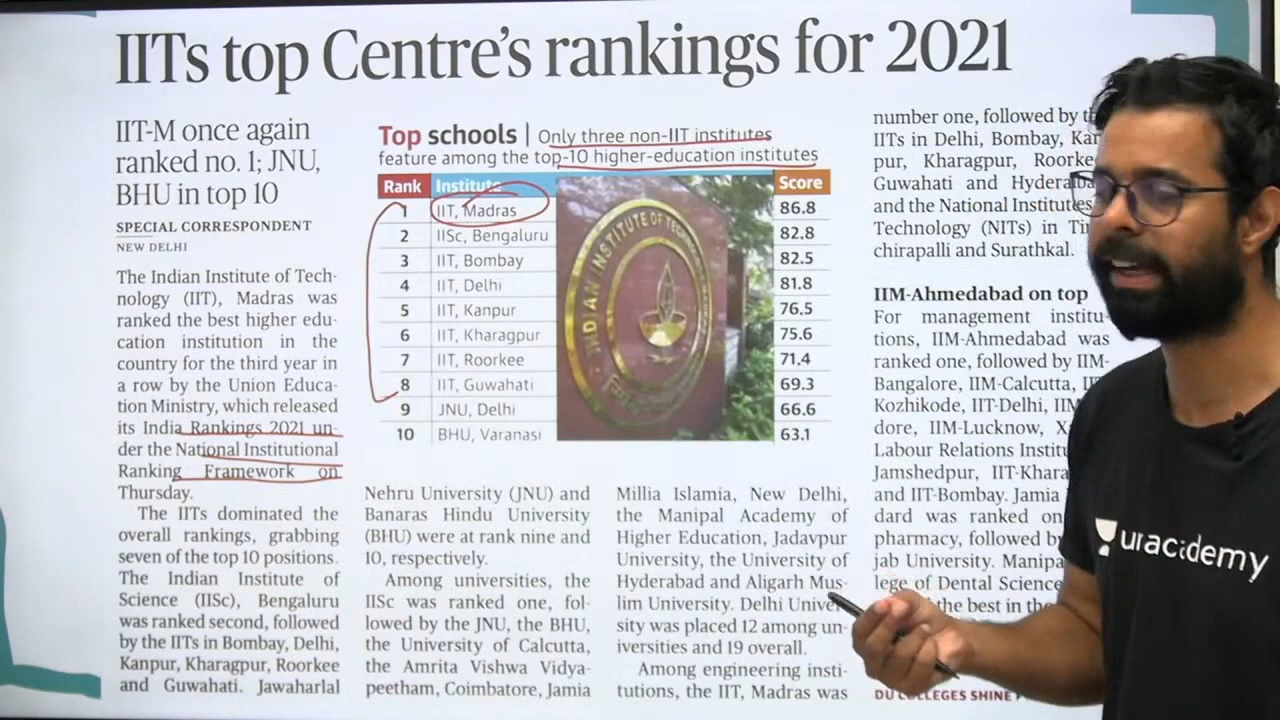 IITs top Centre's rankings for 2021
IIT-M once again
ranked no. 1; JNU,
BHU in top 10
SPECIAL CORRESPONDENT
NEW DELHI
The Indian Institute of Tech-
nology (IIT), Madras was
ranked the best higher edu-
cation institution in the
country for the third year in
a row by the Union Educa-
tion Ministry, which released
its India Rankings 2021 un-
der the National Institutional
Ranking Framework on
Thursday.
The IITs dominated the
overall rankings, grabbing
seven of the top 10 positions.
The Indian Institute of
Science (IISc), Bengaluru
was ranked second, followed
by the IITs in Bombay, Delhi,
Kanpur, Kharagpur, Roorkee
and Guwahati. Jawaharlal
Top schools | Only three non-IIT institutes
feature among the top-10 higher-education institutes
Rank Institute Score
1 IIT, Madras 86.8
2 IISc, Bengaluru 82.8
3 IIT, Bombay 82.5
4 IIT, Delhi 81.8
5 IIT, Kanpur 76.5
6 IIT, Kharagpur 75.6
7 IIT, Roorkee 71.4
8 IIT, Guwahati 69.3
9 JNU, Delhi 66.6
10 BHU, Varanasi 63.1
INDIAN INSTITUTE OF
Nehru University (JNU) and
Banaras Hindu University
(BHU) were at rank nine and
10, respectively.
Among universities, the
IISc was ranked one, fol-
lowed by the JNU, the BHU,
the University of Calcutta,
the Amrita Vishwa Vidya-
peetham, Coimbatore, Jamia
Millia Islamia, New Delhi,
the Manipal Academy of
Higher Education, Jadavpur
University, the University of
Hyderabad and Aligarh Mus-
lim University. Delhi Univer
sity was placed 12 among un-
iversities and 19 overall.
Among engineering insti-
tutions, the IIT, Madras was
number one, followed by th
IITs in Delhi, Bombay, Kan
pur, Kharagpur, Roorke
Guwahati and Hyderaba
and the National Institutes
Technology (NITs) in Tir
chirapalli and Surathkal.
IIM-Ahmedabad on top
For management institu-
tions, IIM-Ahmedabad was
ranked one, followed by IIM-
Bangalore, IIM-Calcutta, II
Kozhikode, IIT-Delhi, IIM
dore, IIM-Lucknow, X
Labour Relations Institu
Jamshedpur, IIT-Khara
and IIT-Bombay. Jamia
dard was ranked on
pharmacy, followed by
jab University. Manipa
lege of Dental Science
the best in the
DU COLLEGES SHINE
unacademy